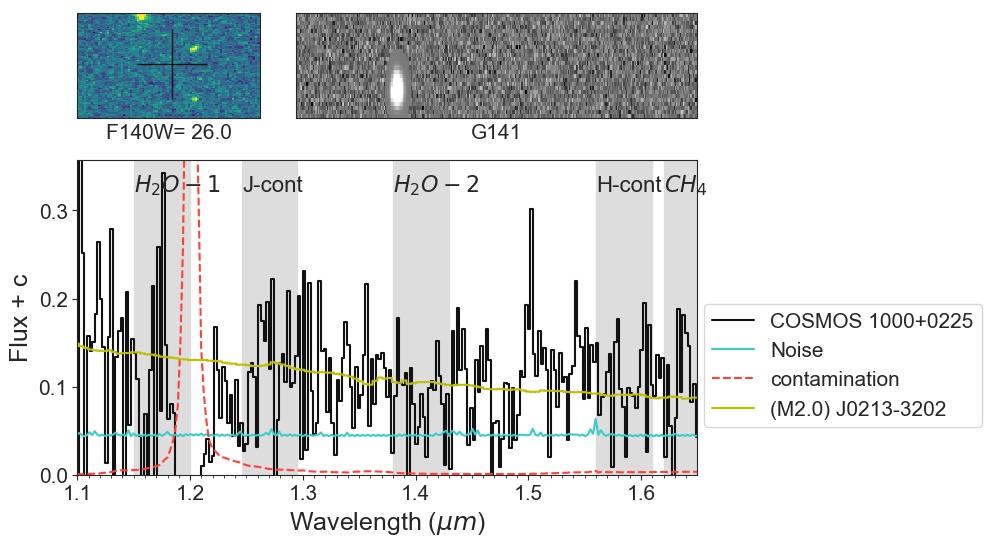 F140W= 26.0
G141
H₂O − 1
J-cont
H₂O − 2
H-cont
CH₄
0.3
0.2
0.1
0.0
Flux + c
1.1
1.2
1.3
1.4
1.5
1.6
Wavelength (μm)
COSMOS 1000+0225
Noise
contamination
(M2.0) J0213-3202